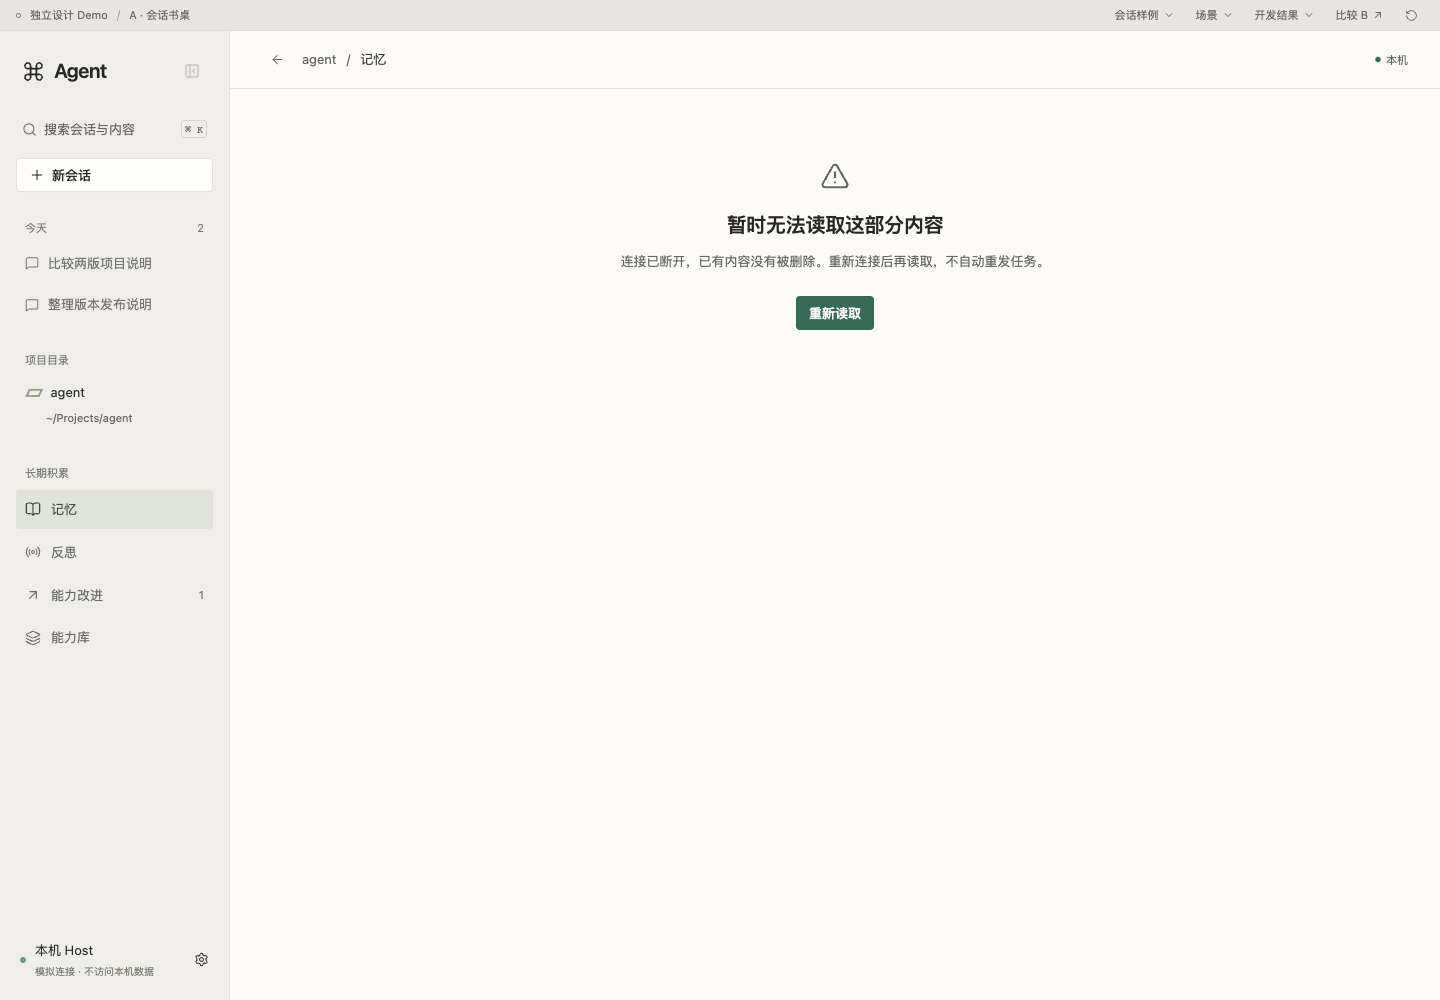 独立设计 Demo / A · 会话书桌
会话样例 场景 开发结果 比较 B
Agent
搜索会话与内容 ⌘ K
新会话
今天 2
比较两版项目说明
整理版本发布说明
项目目录
agent
~/Projects/agent
长期积累
记忆
反思
能力改进 1
能力库
本机 Host
模拟连接 · 不访问本机数据
agent / 记忆
本机
暂时无法读取这部分内容
连接已断开，已有内容没有被删除。重新连接后再读取，不自动重发任务。
重新读取